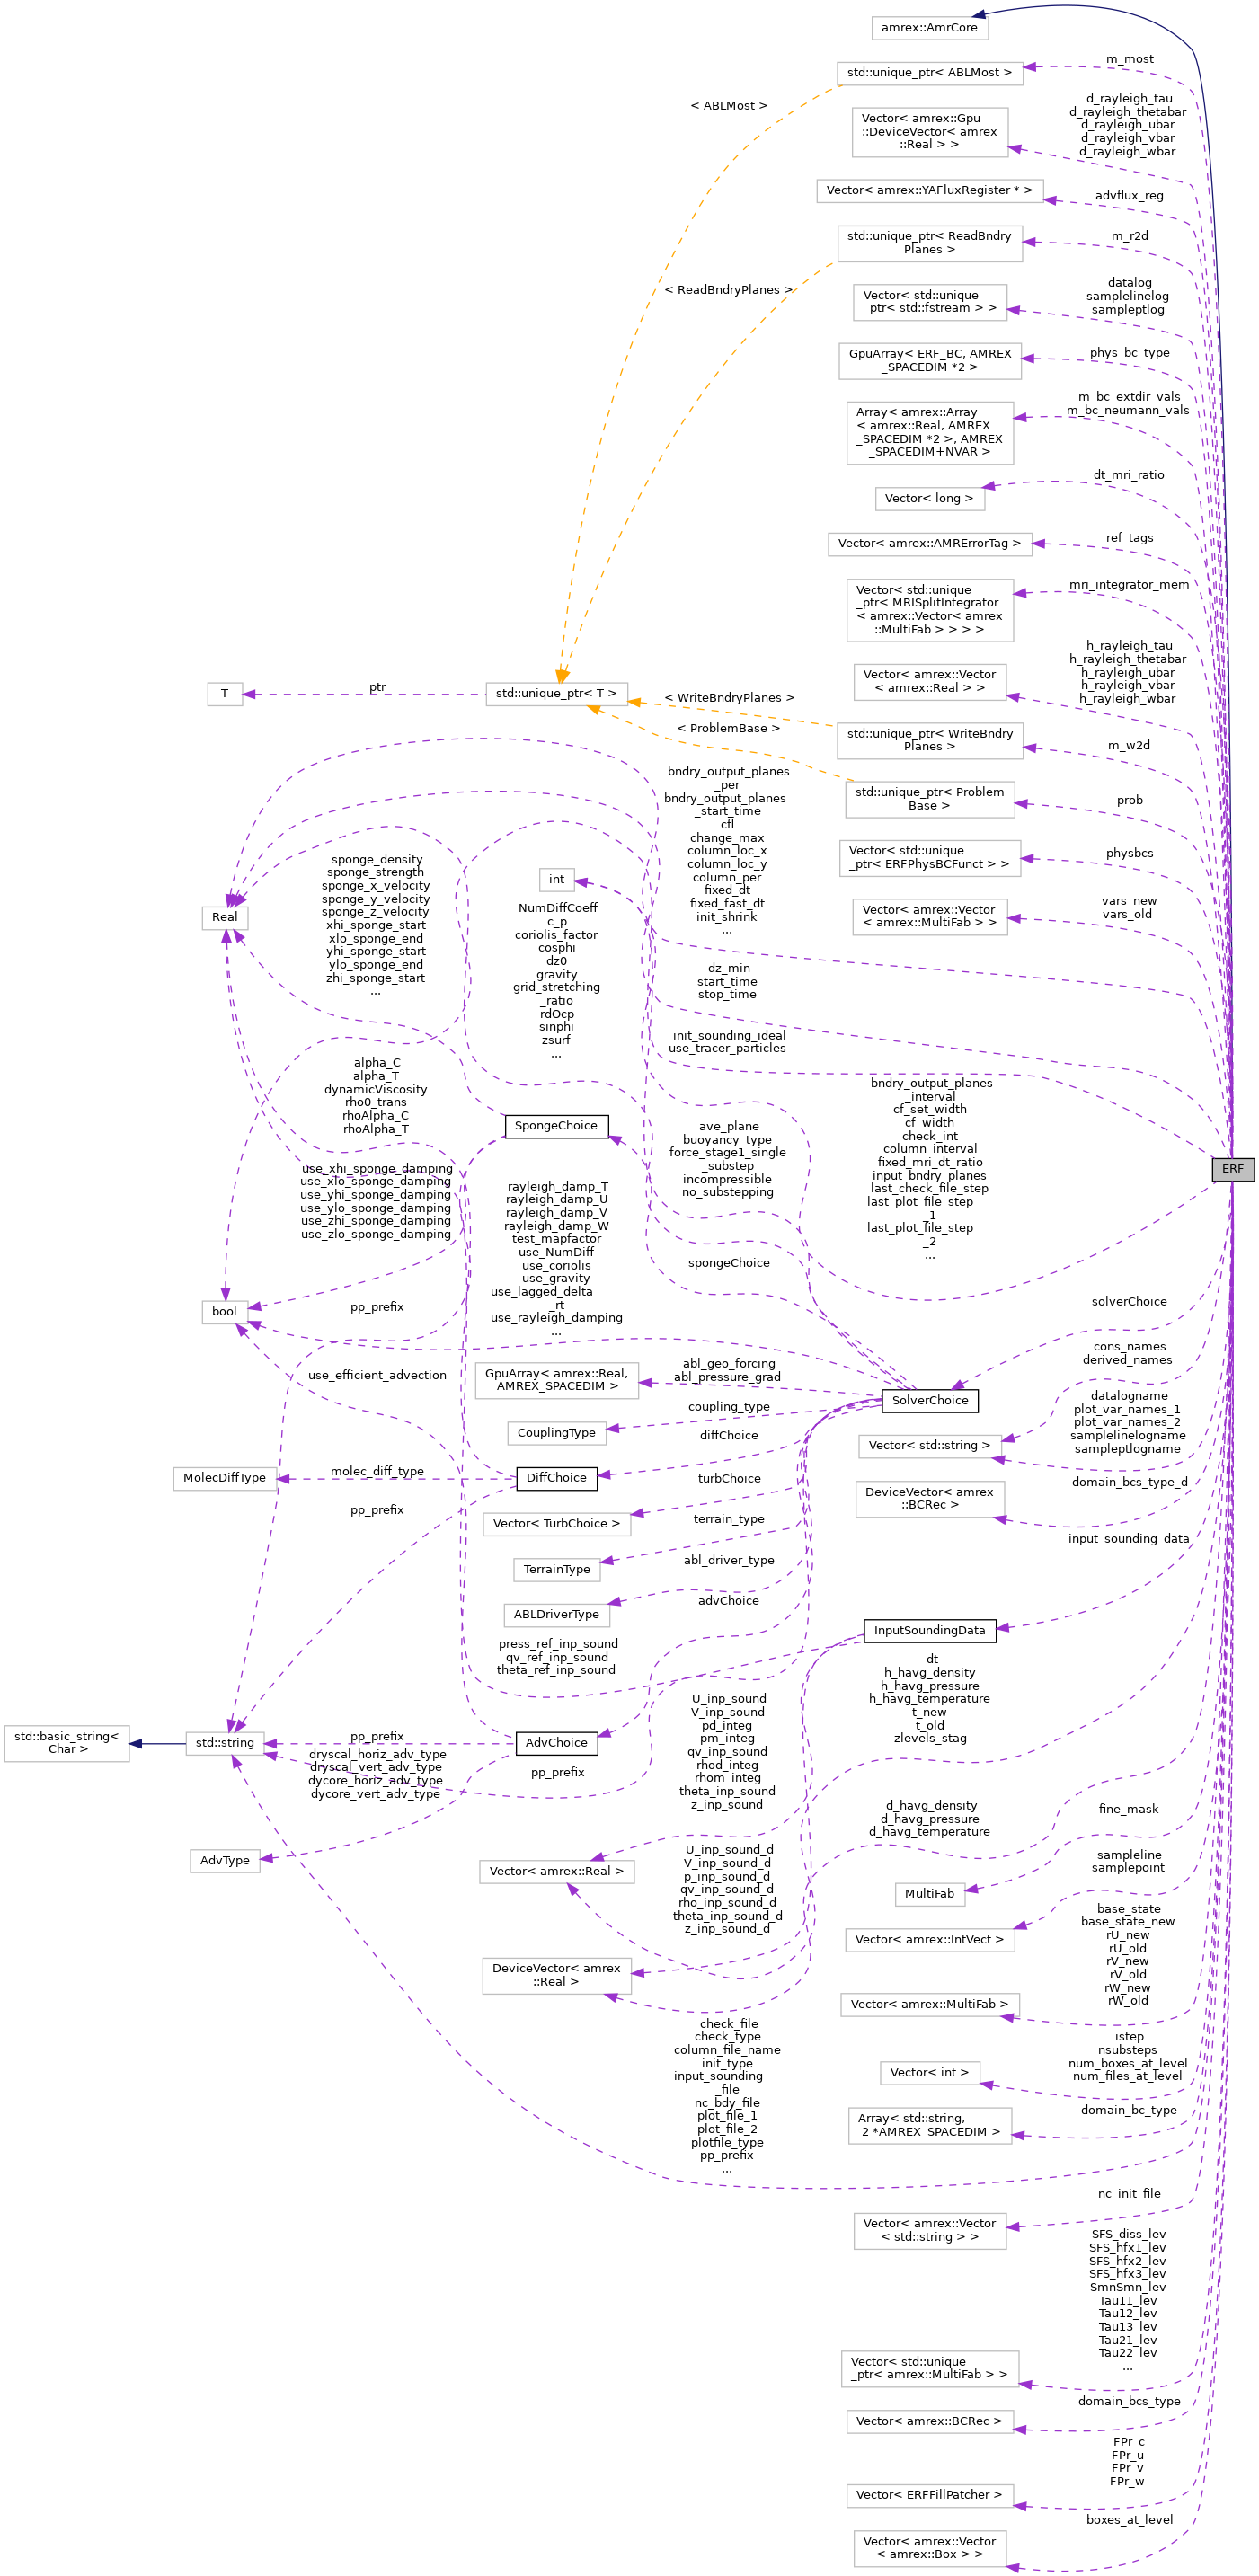 amrex::AmrCore
m_most
std::unique_ptr< ABLMost >
< ABLMost >
d_rayleigh_tau
d_rayleigh_thetabar
d_rayleigh_ubar
d_rayleigh_vbar
d_rayleigh_wbar
Vector< amrex::Gpu
::DeviceVector< amrex
::Real > >
Vector< amrex::YAFluxRegister * >
advflux_reg
std::unique_ptr< ReadBndry
Planes >
m_r2d
< ReadBndryPlanes >
Vector< std::unique
_ptr< std::fstream > >
datalog
samplelinelog
sampleptlog
GpuArray< ERF_BC, AMREX
_SPACEDIM *2 >
phys_bc_type
Array< amrex::Array
< amrex::Real, AMREX
_SPACEDIM *2 >, AMREX
_SPACEDIM+NVAR >
m_bc_extdir_vals
m_bc_neumann_vals
Vector< long >
dt_mri_ratio
Vector< amrex::AMRErrorTag >
ref_tags
Vector< std::unique
_ptr< MRISplitIntegrator
< amrex::Vector< amrex
::MultiFab > > > >
mri_integrator_mem
Vector< amrex::Vector
< amrex::Real > >
h_rayleigh_tau
h_rayleigh_thetabar
h_rayleigh_ubar
h_rayleigh_vbar
h_rayleigh_wbar
T
ptr
std::unique_ptr< T >
< WriteBndryPlanes >
std::unique_ptr< WriteBndry
Planes >
m_w2d
< ProblemBase >
std::unique_ptr< Problem
Base >
prob
Vector< std::unique
_ptr< ERFPhysBCFunct > >
physbcs
Vector< amrex::Vector
< amrex::MultiFab > >
vars_new
vars_old
bndry_output_planes
_per
bndry_output_planes
_start_time
cfl
change_max
column_loc_x
column_loc_y
column_per
fixed_dt
fixed_fast_dt
init_shrink
...
int
Real
sponge_density
sponge_strength
sponge_x_velocity
sponge_y_velocity
sponge_z_velocity
xhi_sponge_start
xlo_sponge_end
yhi_sponge_start
ylo_sponge_end
zhi_sponge_start
...
NumDiffCoeff
c_p
coriolis_factor
cosphi
dz0
gravity
grid_stretching
_ratio
rdOcp
sinphi
zsurf
...
dz_min
start_time
stop_time
init_sounding_ideal
use_tracer_particles
alpha_C
alpha_T
dynamicViscosity
rho0_trans
rhoAlpha_C
rhoAlpha_T
SpongeChoice
ave_plane
buoyancy_type
force_stage1_single
_substep
incompressible
no_substepping
bndry_output_planes
_interval
cf_set_width
cf_width
check_int
column_interval
fixed_mri_dt_ratio
input_bndry_planes
last_check_file_step
last_plot_file_step
_1
last_plot_file_step
_2
...
ERF
use_xhi_sponge_damping
use_xlo_sponge_damping
use_yhi_sponge_damping
use_ylo_sponge_damping
use_zhi_sponge_damping
use_zlo_sponge_damping
rayleigh_damp_T
rayleigh_damp_U
rayleigh_damp_V
rayleigh_damp_W
test_mapfactor
use_NumDiff
use_coriolis
use_gravity
use_lagged_delta
_rt
use_rayleigh_damping
...
spongeChoice
bool
pp_prefix
solverChoice
use_efficient_advection
GpuArray< amrex::Real,
AMREX_SPACEDIM >
abl_geo_forcing
abl_pressure_grad
SolverChoice
cons_names
derived_names
CouplingType
coupling_type
Vector< std::string >
datalogname
plot_var_names_1
plot_var_names_2
samplelinelogname
sampleptlogname
diffChoice
MolecDiffType
molec_diff_type
DiffChoice
turbChoice
DeviceVector< amrex
::BCRec >
domain_bcs_type_d
pp_prefix
Vector< TurbChoice >
terrain_type
TerrainType
input_sounding_data
abl_driver_type
ABLDriverType
advChoice
InputSoundingData
press_ref_inp_sound
qv_ref_inp_sound
theta_ref_inp_sound
dt
h_havg_density
h_havg_pressure
h_havg_temperature
t_new
t_old
zlevels_stag
std::basic_string<
Char >
std::string
pp_prefix
AdvChoice
U_inp_sound
V_inp_sound
pd_integ
pm_integ
qv_inp_sound
rhod_integ
rhom_integ
theta_inp_sound
z_inp_sound
dryscal_horiz_adv_type
dryscal_vert_adv_type
dycore_horiz_adv_type
dycore_vert_adv_type
pp_prefix
d_havg_density
d_havg_pressure
d_havg_temperature
fine_mask
AdvType
Vector< amrex::Real >
U_inp_sound_d
V_inp_sound_d
p_inp_sound_d
qv_inp_sound_d
rho_inp_sound_d
theta_inp_sound_d
z_inp_sound_d
MultiFab
sampleline
samplepoint
Vector< amrex::IntVect >
DeviceVector< amrex
::Real >
base_state
base_state_new
rU_new
rU_old
rV_new
rV_old
rW_new
rW_old
Vector< amrex::MultiFab >
check_file
check_type
column_file_name
init_type
input_sounding
_file
nc_bdy_file
plot_file_1
plot_file_2
plotfile_type
pp_prefix
...
Vector< int >
istep
nsubsteps
num_boxes_at_level
num_files_at_level
Array< std::string,
2 *AMREX_SPACEDIM >
domain_bc_type
Vector< amrex::Vector
< std::string > >
nc_init_file
SFS_diss_lev
SFS_hfx1_lev
SFS_hfx2_lev
SFS_hfx3_lev
SmnSmn_lev
Tau11_lev
Tau12_lev
Tau13_lev
Tau21_lev
Tau22_lev
...
Vector< std::unique
_ptr< amrex::MultiFab > >
Vector< amrex::BCRec >
domain_bcs_type
FPr_c
FPr_u
FPr_v
FPr_w
Vector< ERFFillPatcher >
boxes_at_level
Vector< amrex::Vector
< amrex::Box > >